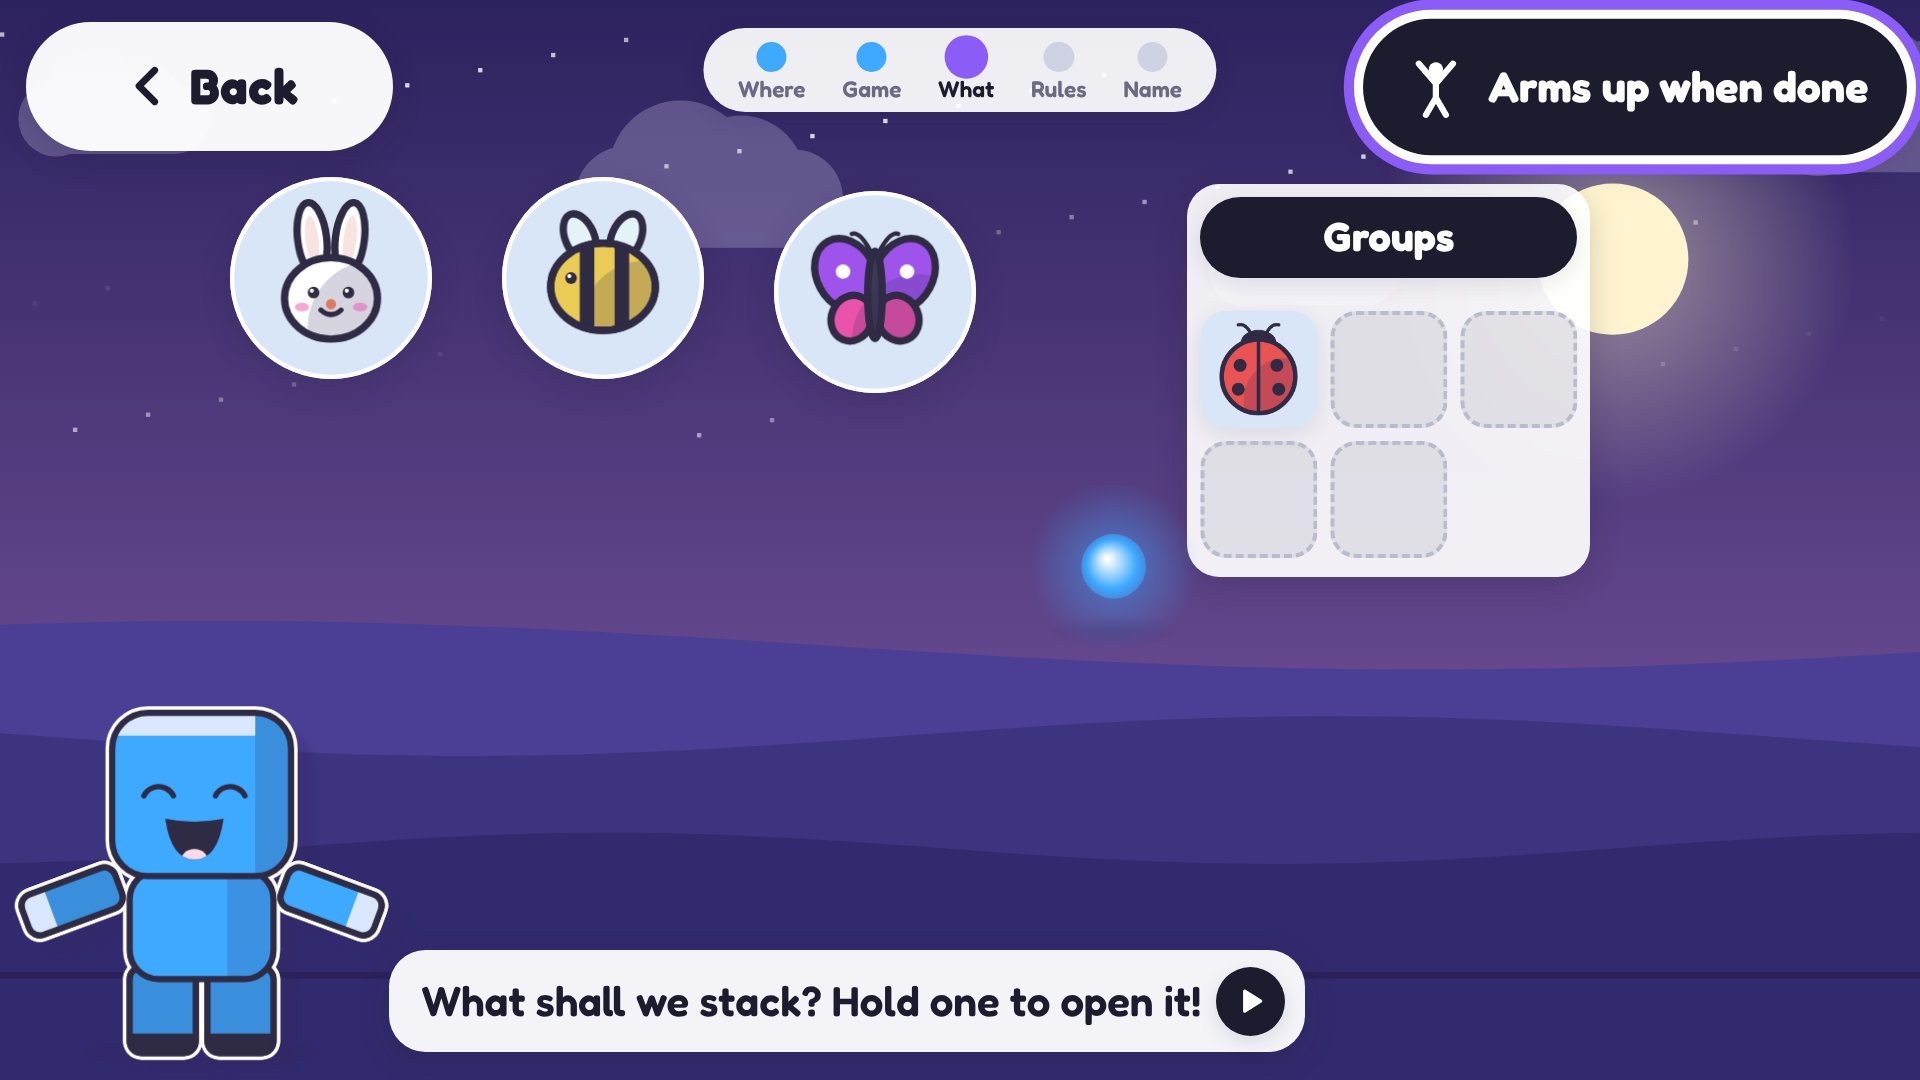 Back
Where
Game
What
Rules
Name
Arms up when done
Groups
What shall we stack? Hold one to open it!